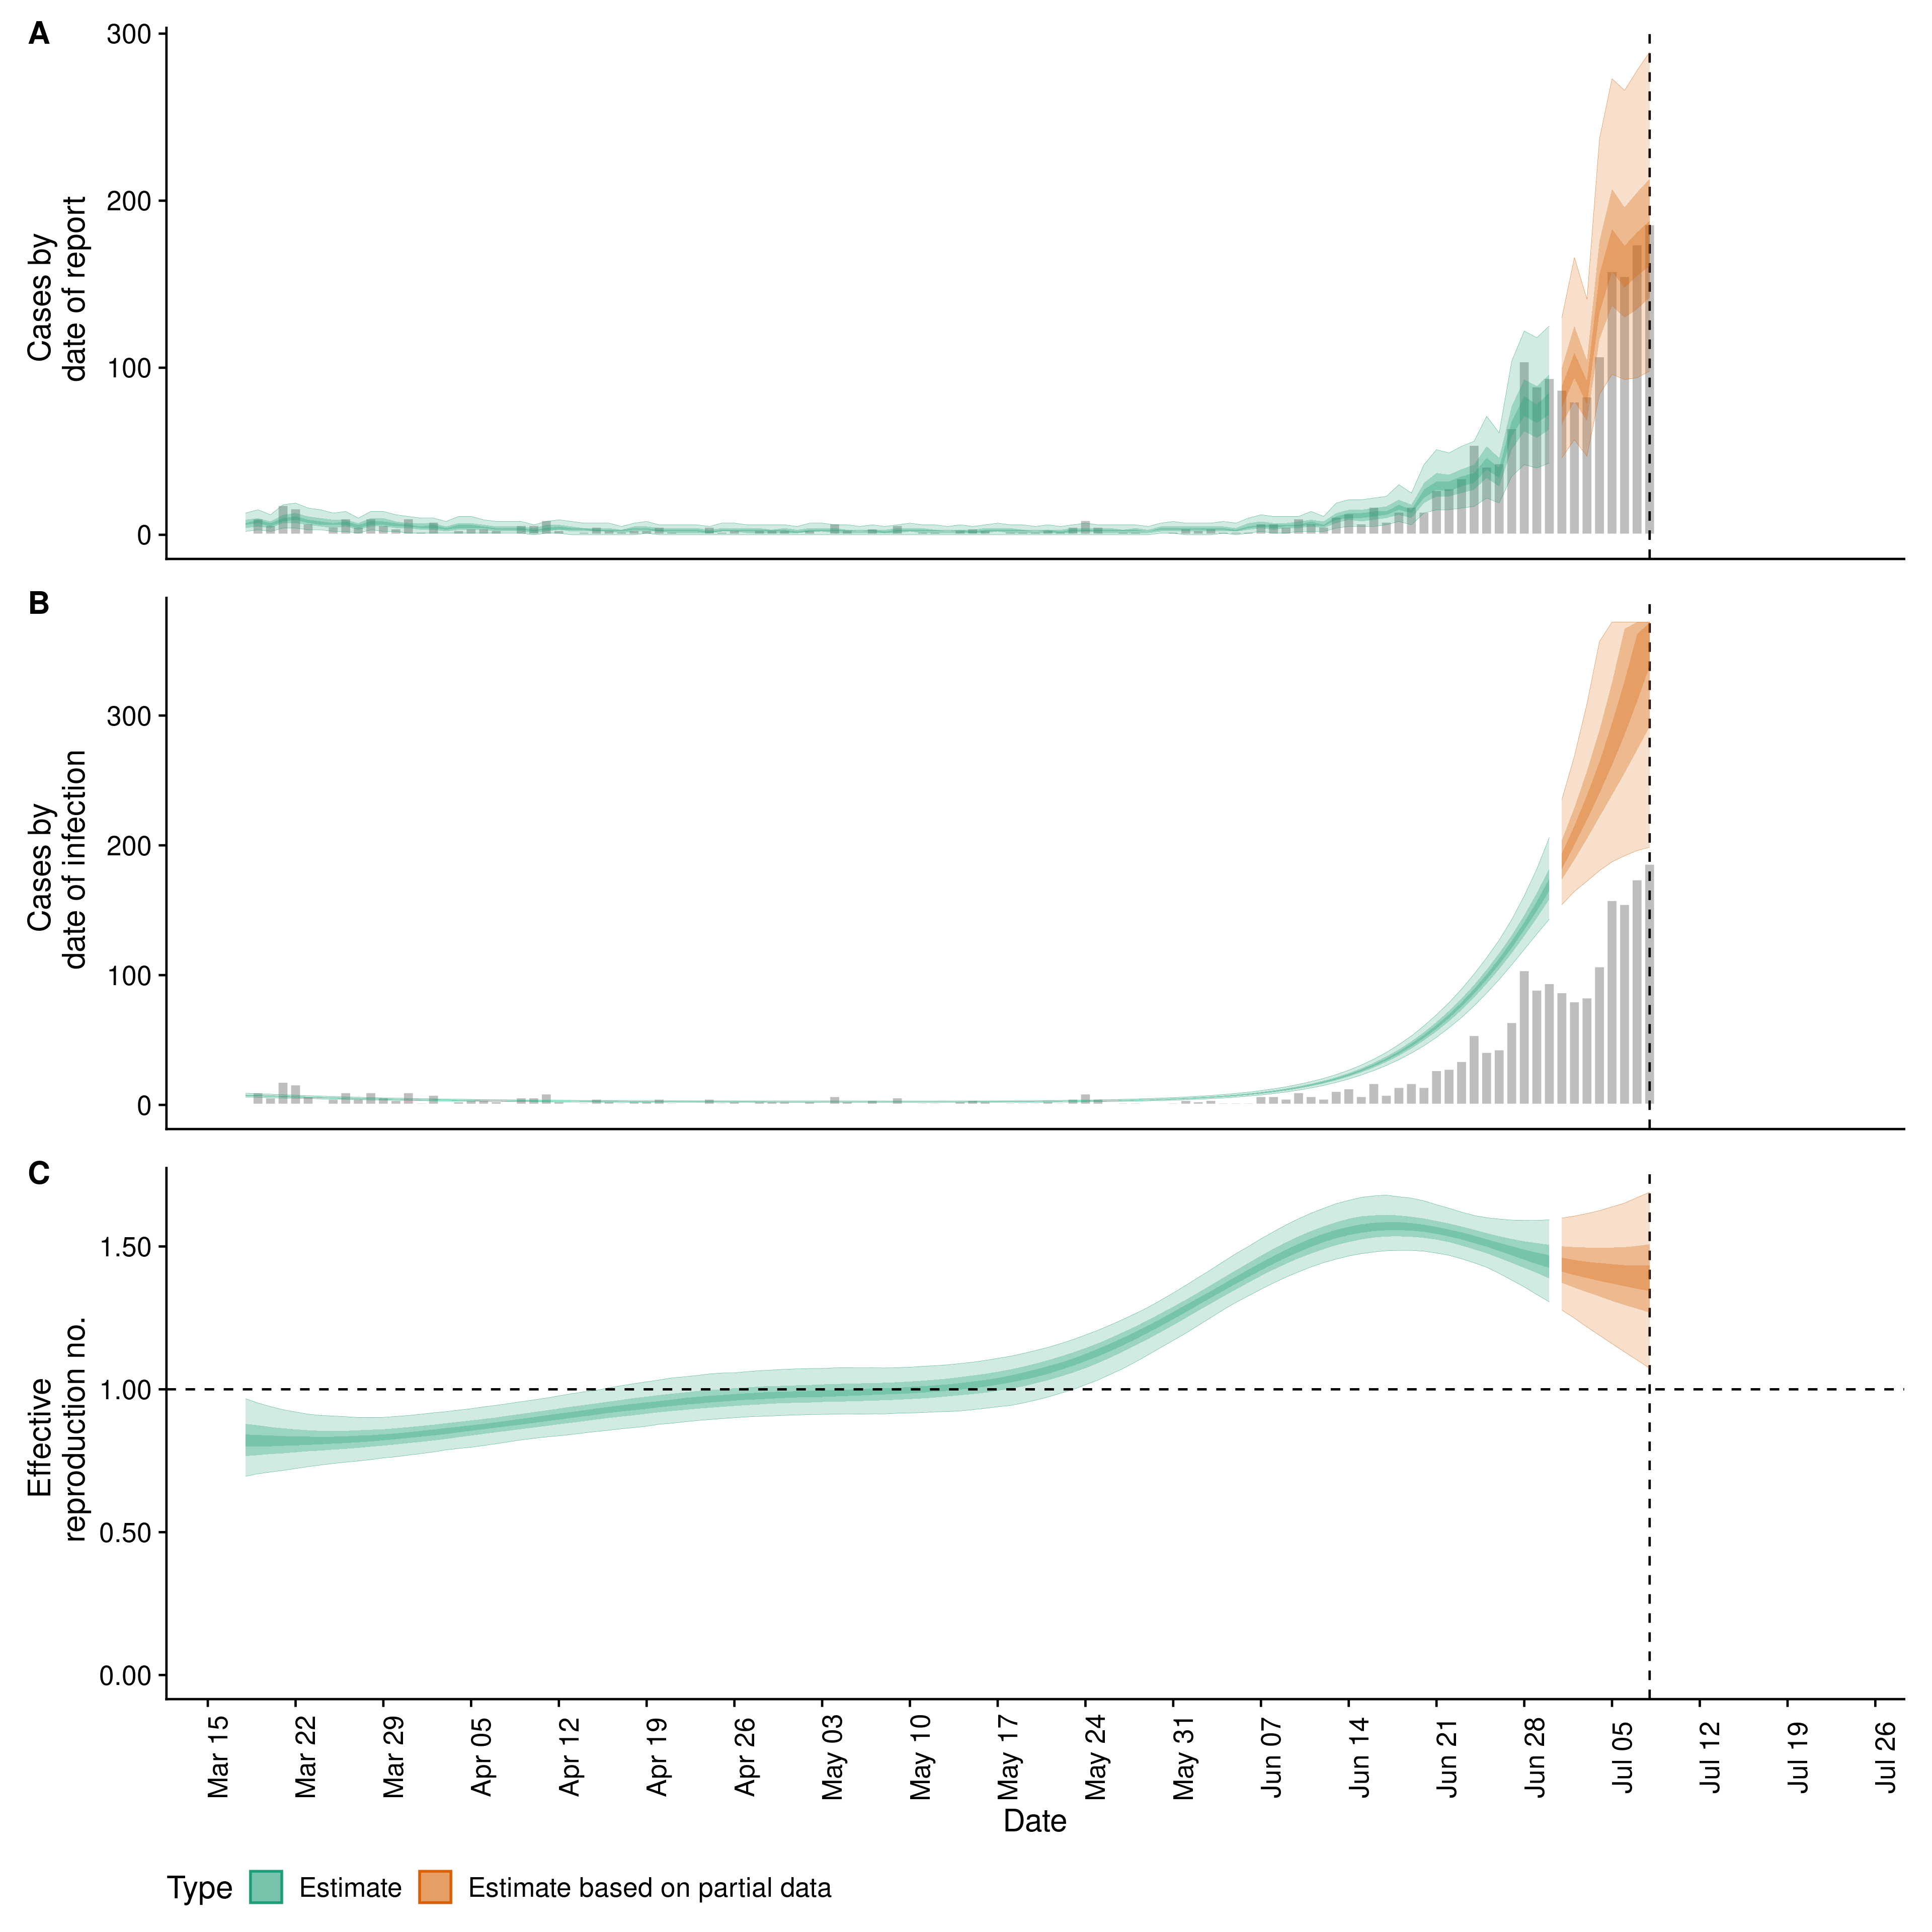 A
300
200
100
0
Cases by
date of report
B
300
200
100
0
Cases by
date of infection
C
1.50
1.00
0.50
0.00
Effective
reproduction no.
Mar 15
Mar 22
Mar 29
Apr 05
Apr 12
Apr 19
Apr 26
May 03
May 10
May 17
May 24
May 31
Jun 07
Jun 14
Jun 21
Jun 28
Jul 05
Jul 12
Jul 19
Jul 26
Date
Type Estimate Estimate based on partial data